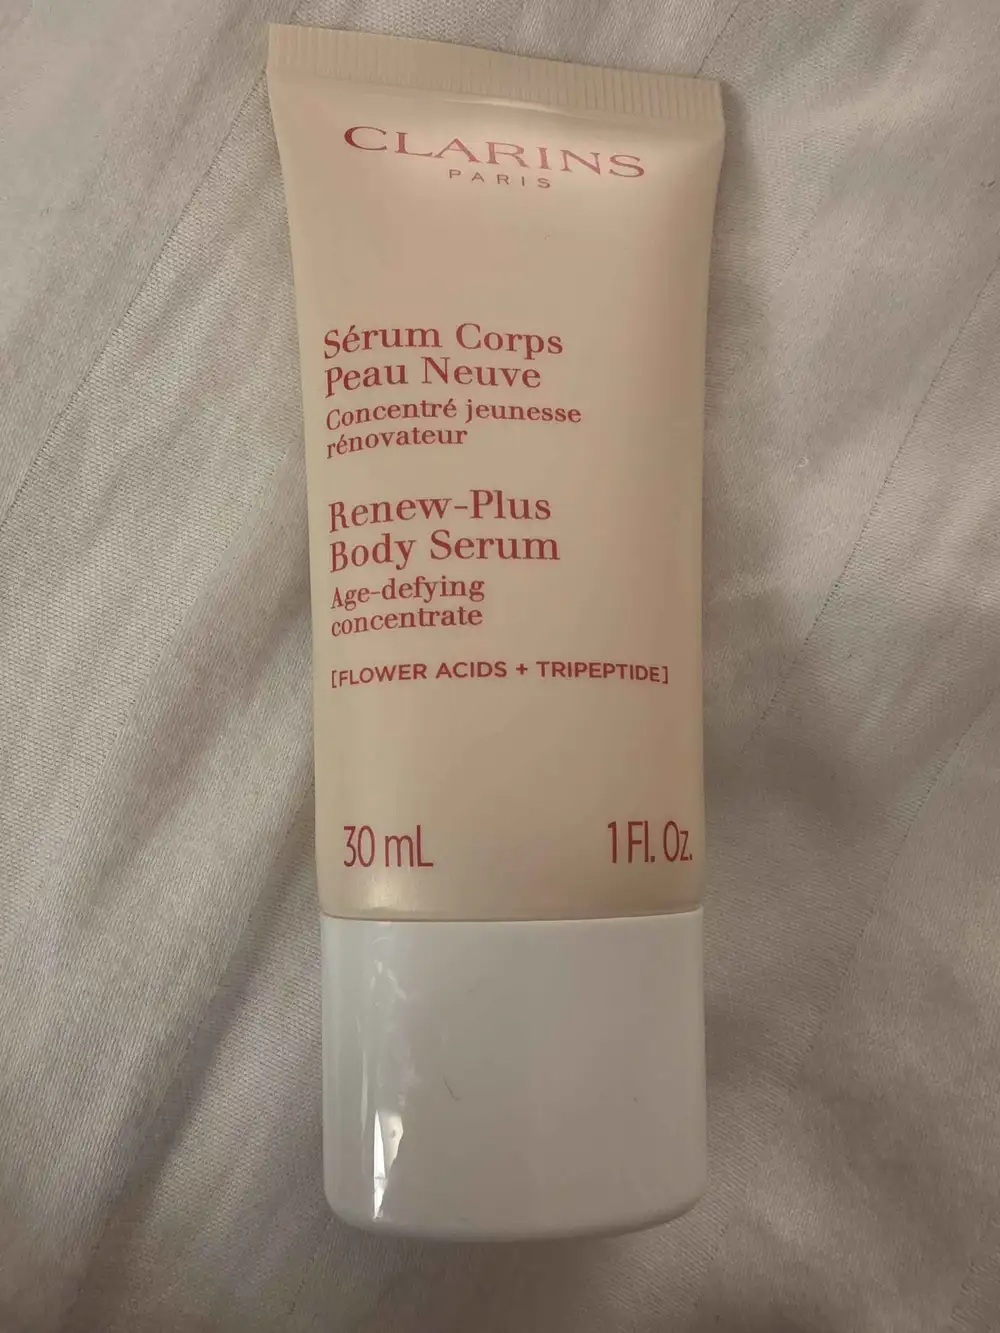 CLARINS
PARIS
Sérum Corps
Peau Neuve
Concentré jeunesse
rénovateur
Renew-Plus
Body Serum
Age-defying
concentrate
[FLOWER ACIDS + TRIPEPTIDE]
30 mL 1 Fl. Oz.